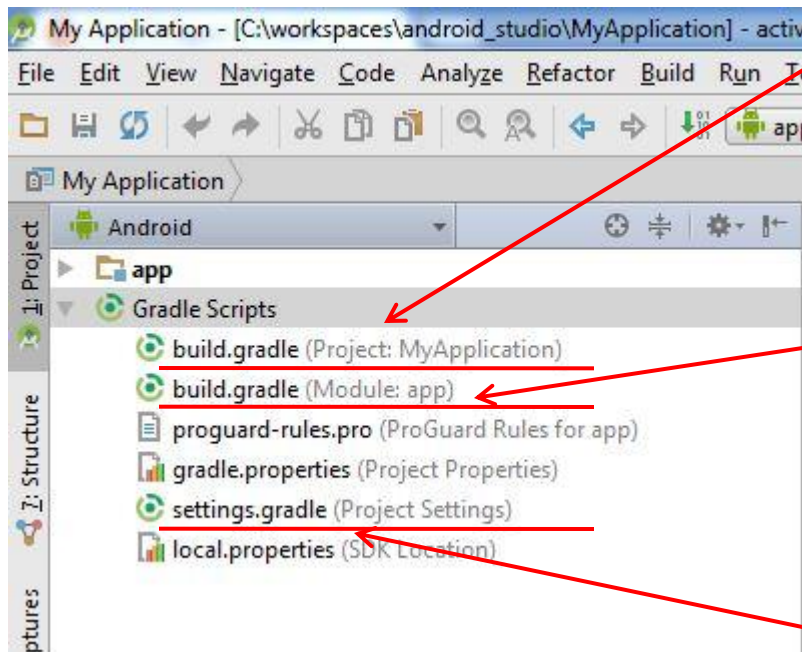 My Application - [C:\workspaces\android_studio\MyApplication] - activ
File Edit View Navigate Code Analyze Refactor Build Run
app
My Application
Android
1: Project
app
Gradle Scripts
build.gradle (Project: MyApplication)
build.gradle (Module: app)
proguard-rules.pro (ProGuard Rules for app)
gradle.properties (Project Properties)
settings.gradle (Project Settings)
local.properties (SDK Location)
7: Structure
ptures